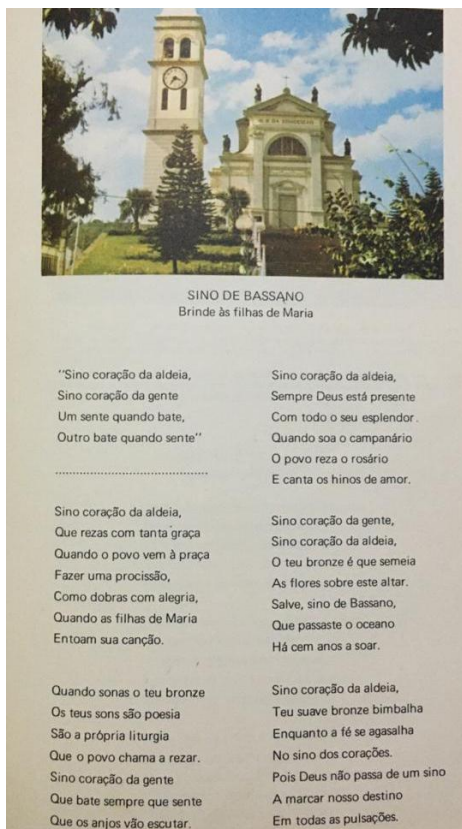 SINO DE BASSANO
Brinde às filhas de Maria
"Sino coração da aldeia,
Sino coração da gente
Um sente quando bate,
Outro bate quando sente"
........................................
Sino coração da aldeia,
Que rezas com tanta graça
Quando o povo vem à praça
Fazer uma procissão,
Como dobras com alegria,
Quando as filhas de Maria
Entoam sua canção.
Quando sonas o teu bronze
Os teus sons são poesia
São a própria liturgia
Que o povo chama a rezar.
Sino coração da gente
Que bate sempre que sente
Que os anjos vão escutar.
Sino coração da aldeia,
Sempre Deus está presente
Com todo o seu esplendor.
Quando soa o campanário
O povo reza o rosário
E canta os hinos de amor.
Sino coração da gente,
Sino coração da aldeia,
O teu bronze é que semeia
As flores sobre este altar.
Salve, sino de Bassano,
Que passaste o oceano
Há cem anos a soar.
Sino coração da aldeia,
Teu suave bronze bimbalha
Enquanto a fé se agasalha
No sino dos corações.
Pois Deus não passa de um sino
A marcar nosso destino
Em todas as pulsações.